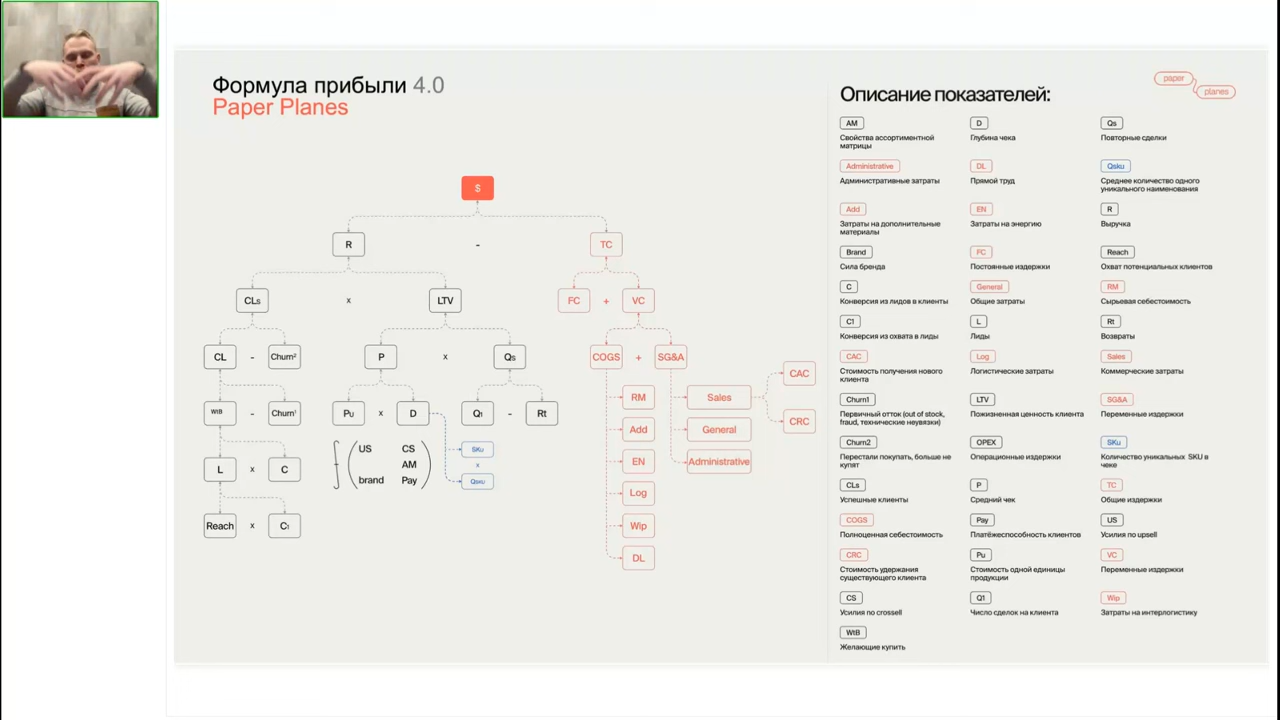 Формула прибыли 4.0
Paper Planes
$
R
-
TC
CLs
x
LTV
FC
+
VC
CL
-
Churn²
P
x
Qs
COGS
+
SG&A
CAC
WtB
-
Churn¹
Pu
x
D
Q1
-
Rt
RM
Sales
CRC
US
CS
SKu
Add
General
AM
x
L
x
C
brand
Pay
Qsku
EN
Administrative
Log
Reach
x
C1
Wip
DL
paper
planes
Описание показателей:
AM
Свойства ассортиментной
матрицы
Administrative
Административные затраты
Add
Затраты на дополнительные
материалы
Brand
Сила бренда
C
Конверсия из лидов в клиенты
C1
Конверсия из охвата в лиды
CAC
Стоимость получения нового
клиента
Churn1
Первичный отток (out of stock,
fraud, технические неувязки)
Churn2
Перестали покупать, больше не
купят
CLs
Успешные клиенты
COGS
Полноценная себестоимость
CRC
Стоимость удержания
существующего клиента
CS
Усилия по crossell
WtB
Желающие купить
D
Глубина чека
DL
Прямой труд
EN
Затраты на энергию
FC
Постоянные издержки
General
Общие затраты
L
Лиды
Log
Логистические затраты
LTV
Пожизненная ценность клиента
OPEX
Операционные издержки
P
Средний чек
Pay
Платёжеспособность клиентов
Pu
Стоимость одной единицы
продукции
Q1
Число сделок на клиента
Qs
Повторные сделки
Qsku
Среднее количество одного
уникального наименования
R
Выручка
Reach
Охват потенциальных клиентов
RM
Сырьевая себестоимость
Rt
Возвраты
Sales
Коммерческие затраты
SG&A
Переменные издержки
SKu
Количество уникальных SKU в
чеке
TC
Общие издержки
US
Усилия по upsell
VC
Переменные издержки
Wip
Затраты на интерлогистику